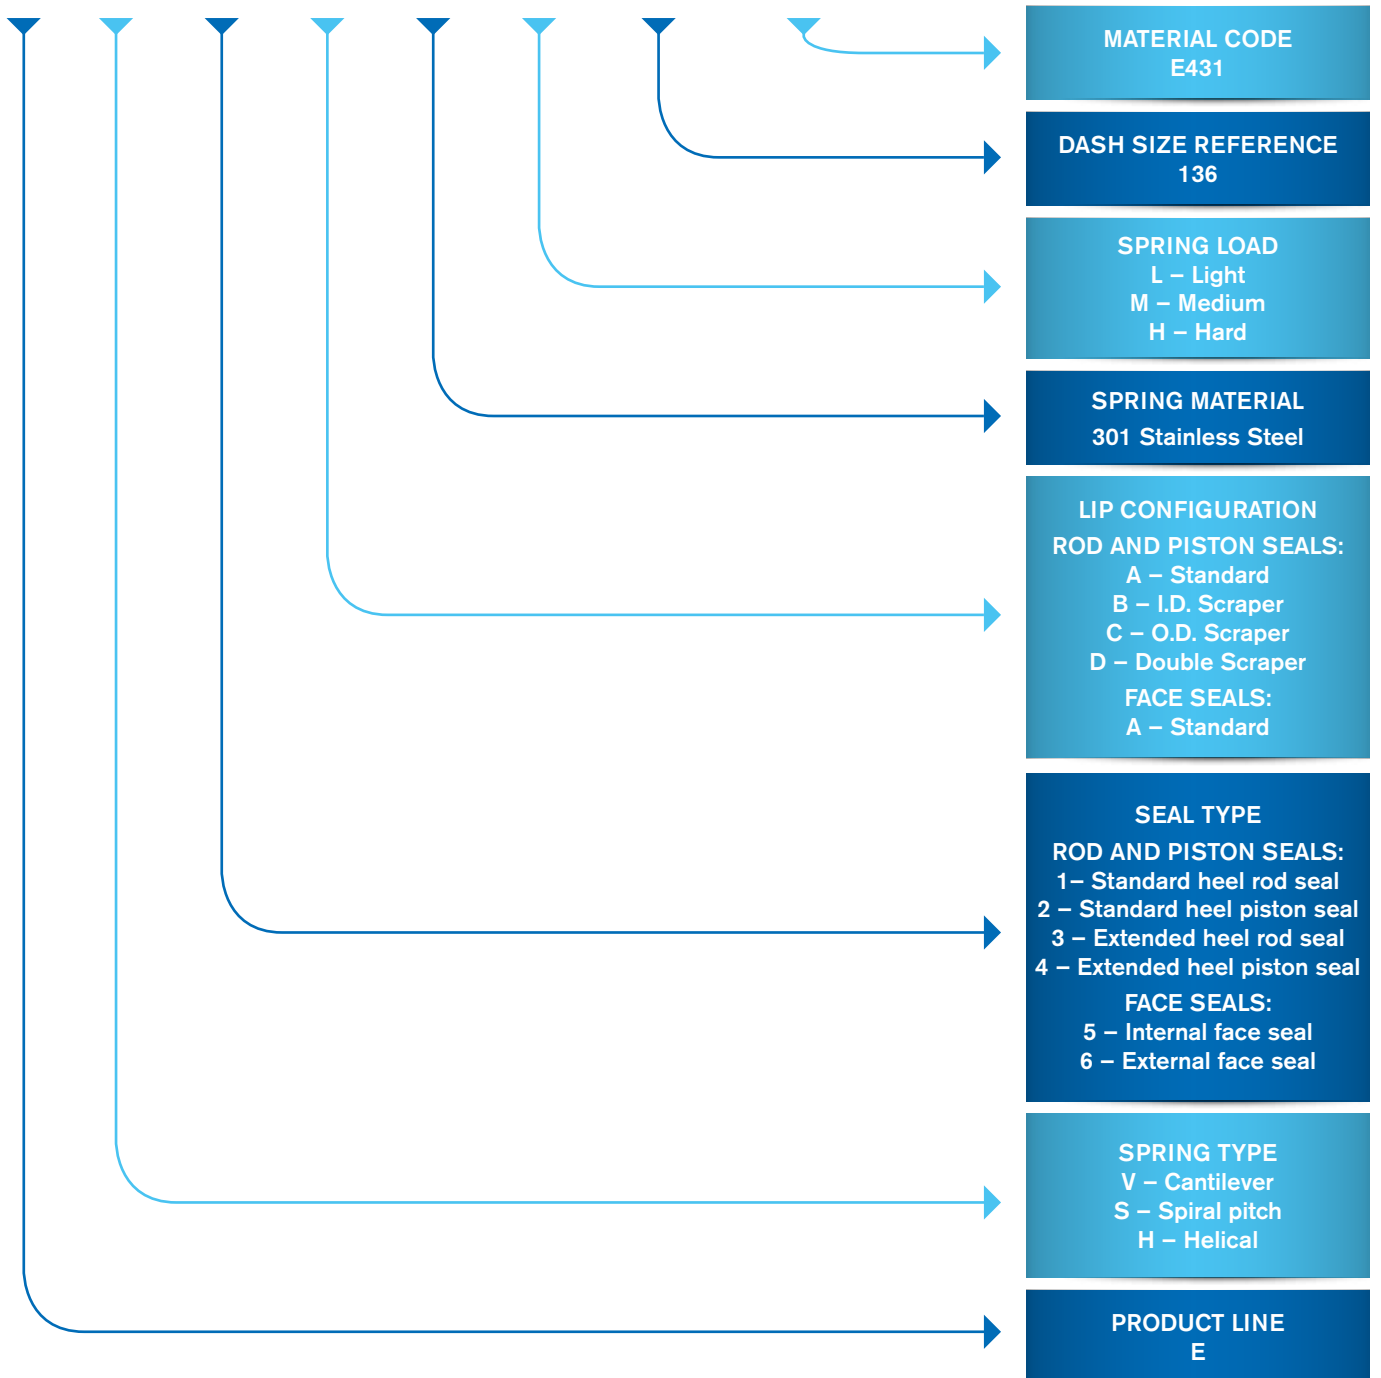 MATERIAL CODE
E431
DASH SIZE REFERENCE
136
SPRING LOAD
L – Light
M – Medium
H – Hard
SPRING MATERIAL
301 Stainless Steel
LIP CONFIGURATION
ROD AND PISTON SEALS:
A – Standard
B – I.D. Scraper
C – O.D. Scraper
D – Double Scraper
FACE SEALS:
A – Standard
SEAL TYPE
ROD AND PISTON SEALS:
1– Standard heel rod seal
2 – Standard heel piston seal
3 – Extended heel rod seal
4 – Extended heel piston seal
FACE SEALS:
5 – Internal face seal
6 – External face seal
SPRING TYPE
V – Cantilever
S – Spiral pitch
H – Helical
PRODUCT LINE
E